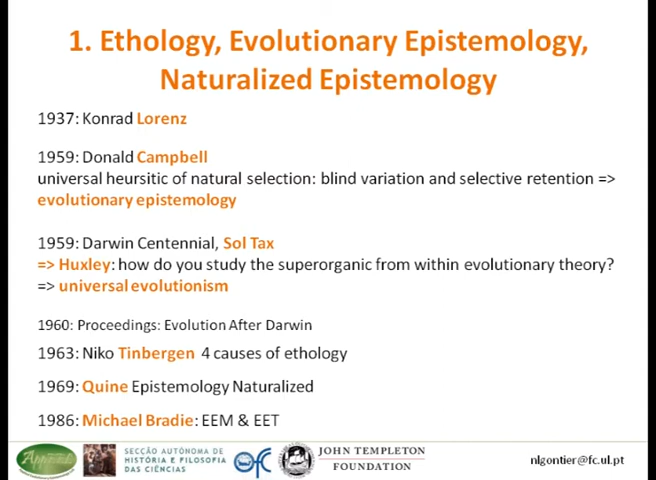 1. Ethology, Evolutionary Epistemology,
Naturalized Epistemology
1937: Konrad Lorenz
1959: Donald Campbell
universal heursitic of natural selection: blind variation and selective retention =>
evolutionary epistemology
1959: Darwin Centennial, Sol Tax
=> Huxley: how do you study the superorganic from within evolutionary theory?
=> universal evolutionism
1960: Proceedings: Evolution After Darwin
1963: Niko Tinbergen 4 causes of ethology
1969: Quine Epistemology Naturalized
1986: Michael Bradie: EEM & EET
SECÇÃO AUTÓNOMA DE
HISTÓRIA E FILOSOFIA
DAS CIÊNCIAS
JOHN TEMPLETON
FOUNDATION
nlgontier@fc.ul.pt